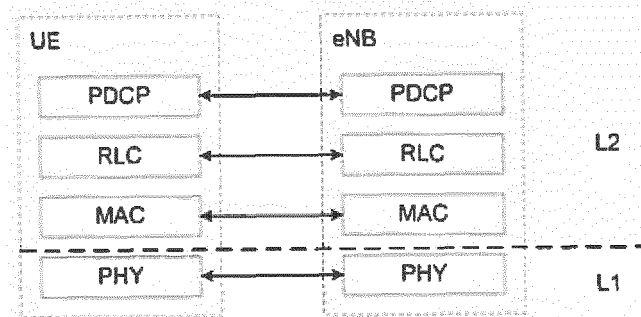 UE eNB
PDCP PDCP
RLC RLC L2
MAC MAC
PHY PHY L1